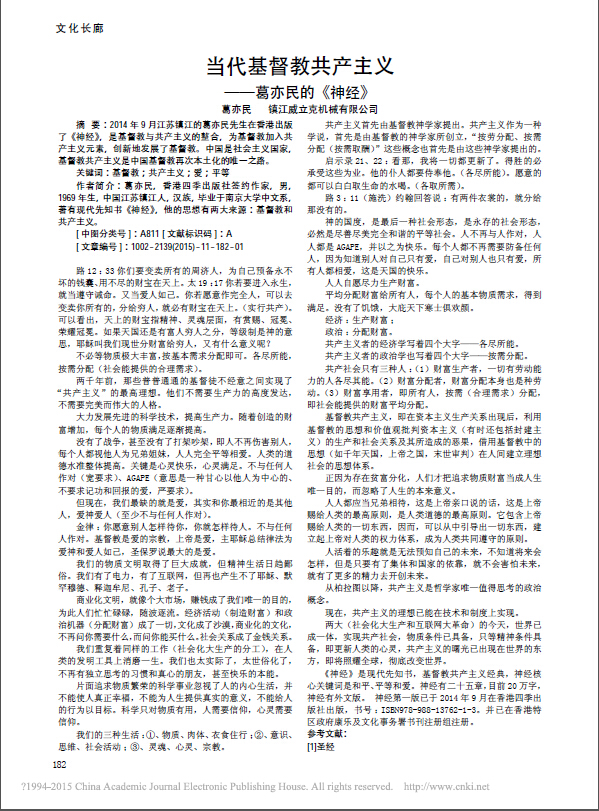 文化长廊
当代基督教共产主义
——葛亦民的《神经》
葛亦民　镇江威立克机械有限公司
摘 要：2014年9月江苏镇江的葛亦民先生在香港出版
了《神经》，是基督教与共产主义的整合，为基督教加入共
产主义元素，创新地发展了基督教。中国是社会主义国家，
基督教共产主义是中国基督教再次本土化的唯一之路。
关键词：基督教；共产主义；爱；平等
作者简介：葛亦民，香港四季出版社签约作家，男，
1969年生，中国江苏镇江人，汉族，毕业于南京大学中文系，
著有现代先知书《神经》，他的思想有两大来源：基督教和
共产主义。
[中图分类号]：A811 [文献标识码]：A
[文章编号]：1002-2139(2015)-11-182-01
路12：33你们要变卖所有的周济人，为自己预备永不
坏的钱囊、用不尽的财宝在天上。太19：17你若要进入永生，
就当遵守诫命。又当爱人如己。你若愿意作完全人，可以去
变卖你所有的，分给穷人，就必有财宝在天上。（实行共产）。
可以看出，天上的财宝指精神、灵魂层面，有赏赐、冠冕、
荣耀冠冕。如果天国还是有富人穷人之分，等级制是神的意
思，耶稣叫我们现世分财富给穷人，又有什么意义呢？
不必等物质极大丰富，按基本需求分配即可。各尽所能，
按需分配（社会能提供的合理需求）。
两千年前，那些普普通通的基督徒不经意之间实现了
“共产主义”的最高理想。他们不需要生产力的高度发达，
不需要完美而伟大的人格。
大力发展先进的科学技术，提高生产力。随着创造的财
富增加，每个人的物质满足逐渐提高。
没有了战争，甚至没有了打架吵架，即人不再伤害别人，
每个人都视他人为兄弟姐妹，人人完全平等相爱。人类的道
德水准整体提高。关键是心灵快乐，心灵满足。不与任何人
作对（宽要求）、AGAPE（意思是一种甘心以他人为中心的、
不要求记功和回报的爱，严要求）。
但现在，我们最缺的就是爱，其实和你最相近的是其他
人，爱神爱人（至少不与任何人作对）。
金律：你愿意别人怎样待你，你就怎样待人。不与任何
人作对。基督教是爱的宗教，上帝是爱，主耶稣总结律法为
爱神和爱人如己，圣保罗说最大的是爱。
我们的物质文明取得了巨大成就，但精神生活日趋鄙
俗。我们有了电力，有了互联网，但再也产生不了耶稣、默
罕穆德、释迦牟尼、孔子、老子。
商业化文明，就像个大市场，赚钱成了我们唯一的目的，
为此人们忙忙碌碌，随波逐流。经济活动（制造财富）和政
治机器（分配财富）成了一切，文化成了沙漠，商业化的文化，
不再问你需要什么，而问你能买什么。社会关系成了金钱关系。
我们重复着同样的工作（社会化大生产的分工），在人
类的发明工具上消磨一生。我们也太实际了，太世俗化了，
不再有独立思考的习惯和真心的朋友，甚至快乐的本能。
片面追求物质繁荣的科学事业忽视了人的内心生活，并
不能使人真正幸福，不能为人生提供真实的意义，不能给人
的行为以目标。科学只对物质有用，人需要信仰，心灵需要
信仰。
我们的三种生活：①、物质、肉体、衣食住行；②、意识、
思维、社会活动；③、灵魂、心灵、宗教。
共产主义首先由基督教神学家提出。共产主义作为一种
学说，首先是由基督教的神学家所创立，“按劳分配、按需
分配（按需取酬）”这些概念也首先是由这些神学家提出的。
启示录21、22：看那，我将一切都更新了。得胜的必
承受这些为业。他的仆人都要侍奉他。（各尽所能）。愿意的
都可以白白取生命的水喝。（各取所需）。
路3：11（施洗）约翰回答说：有两件衣裳的，就分给
那没有的。
神的国度，是最后一种社会形态，是永存的社会形态，
必然是尽善尽美完全和谐的平等社会。人不再与人作对，人
人都是AGAPE，并以之为快乐。每个人都不再需要防备任何
人，因为知道别人对自己只有爱，自己对别人也只有爱，所
有人都相爱，这是天国的快乐。
人人自愿尽力生产财富。
平均分配财富给所有人，每个人的基本物质需求，得到
满足。没有了饥饿，大庇天下寒士俱欢颜。
经济：生产财富；
政治：分配财富。
共产主义者的经济学写着四个大字——各尽所能。
共产主义者的政治学也写着四个大字——按需分配。
共产社会只有三种人：（1）财富生产者，一切有劳动能
力的人各尽其能。（2）财富分配者，财富分配本身也是种劳
动。（3）财富享用者，即所有人，按需（合理需求）分配，
即社会能提供的财富平均分配。
基督教共产主义，即在资本主义生产关系出现后，利用
基督教的思想和价值观批判资本主义（有时还包括封建主
义）的生产和社会关系及其所造成的恶果，借用基督教中的
思想（如千年天国，上帝之国，末世审判）在人间建立理想
社会的思想体系。
正因为存在贫富分化，人们才把追求物质财富当成人生
唯一目的，而忽略了人生的本来意义。
人人都应当兄弟相待，这是上帝亲口说的话，这是上帝
赐给人类的最高原则，是人类道德的最高原则。它包含上帝
赐给人类的一切东西，因而，可以从中引导出一切东西，建
立起上帝对人类的权力体系，成为人类共同遵守的原则。
人活着的乐趣就是无法预知自己的未来，不知道将来会
怎样，但是只要有了集体和国家的依靠，就不会害怕未来，
就有了更多的精力去开创未来。
从柏拉图以降，共产主义是哲学家唯一值得思考的政治
概念。
现在，共产主义的理想已能在技术和制度上实现。
两大（社会化大生产和互联网大革命）的今天，世界已
成一体，实现共产社会，物质条件已具备，只等精神条件具
备，即更新人类的心灵，共产主义的曙光已出现在世界的东
方，即将照耀全球，彻底改变世界。
《神经》是现代先知书，基督教共产主义经典，神经核
心关键词是和平、平等和爱。神经有二十五章，目前20万字，
神经有外文版。 神经第一版已于2014年9月在香港四季出
版社出版，书号：ISBN978-988-13762-1-3。并已在香港特
区政府康乐及文化事务署书刊注册组注册。
参考文献：
[1]圣经
182
?1994-2015 China Academic Journal Electronic Publishing House. All rights reserved. http://www.cnki.net